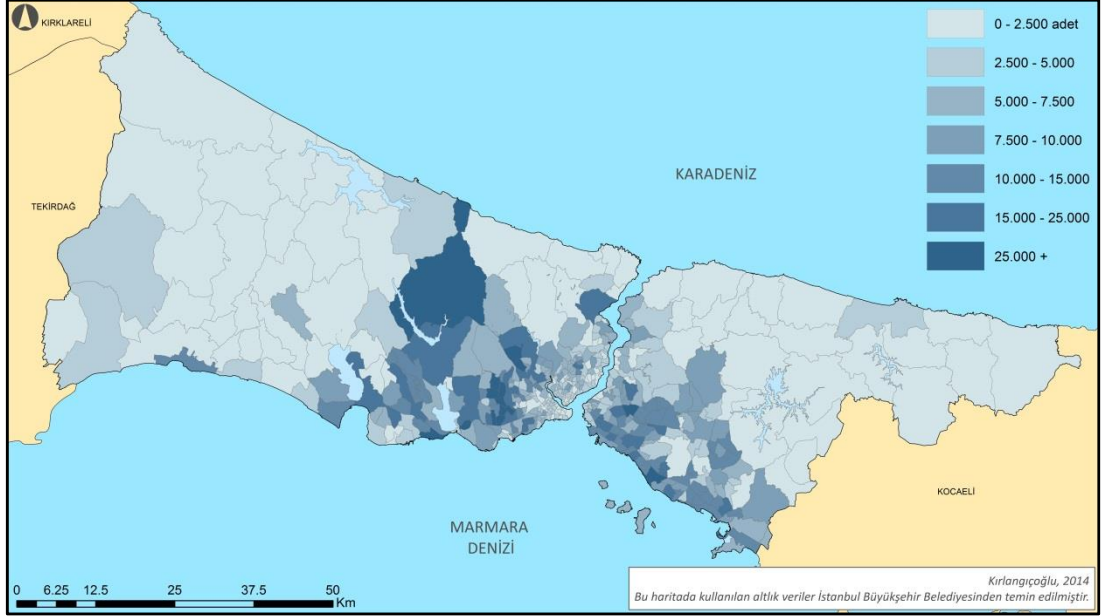 KIRKLARELİ
0 - 2.500 adet
2.500 - 5.000
5.000 - 7.500
7.500 - 10.000
10.000 - 15.000
15.000 - 25.000
25.000 +
KARADENİZ
TEKİRDAĞ
KOCAELİ
MARMARA
DENİZİ
0 6.25 12.5 25 37.5 50
Km
Kırlangıçoğlu, 2014
Bu haritada kullanılan altlık veriler İstanbul Büyükşehir Belediyesinden temin edilmiştir.